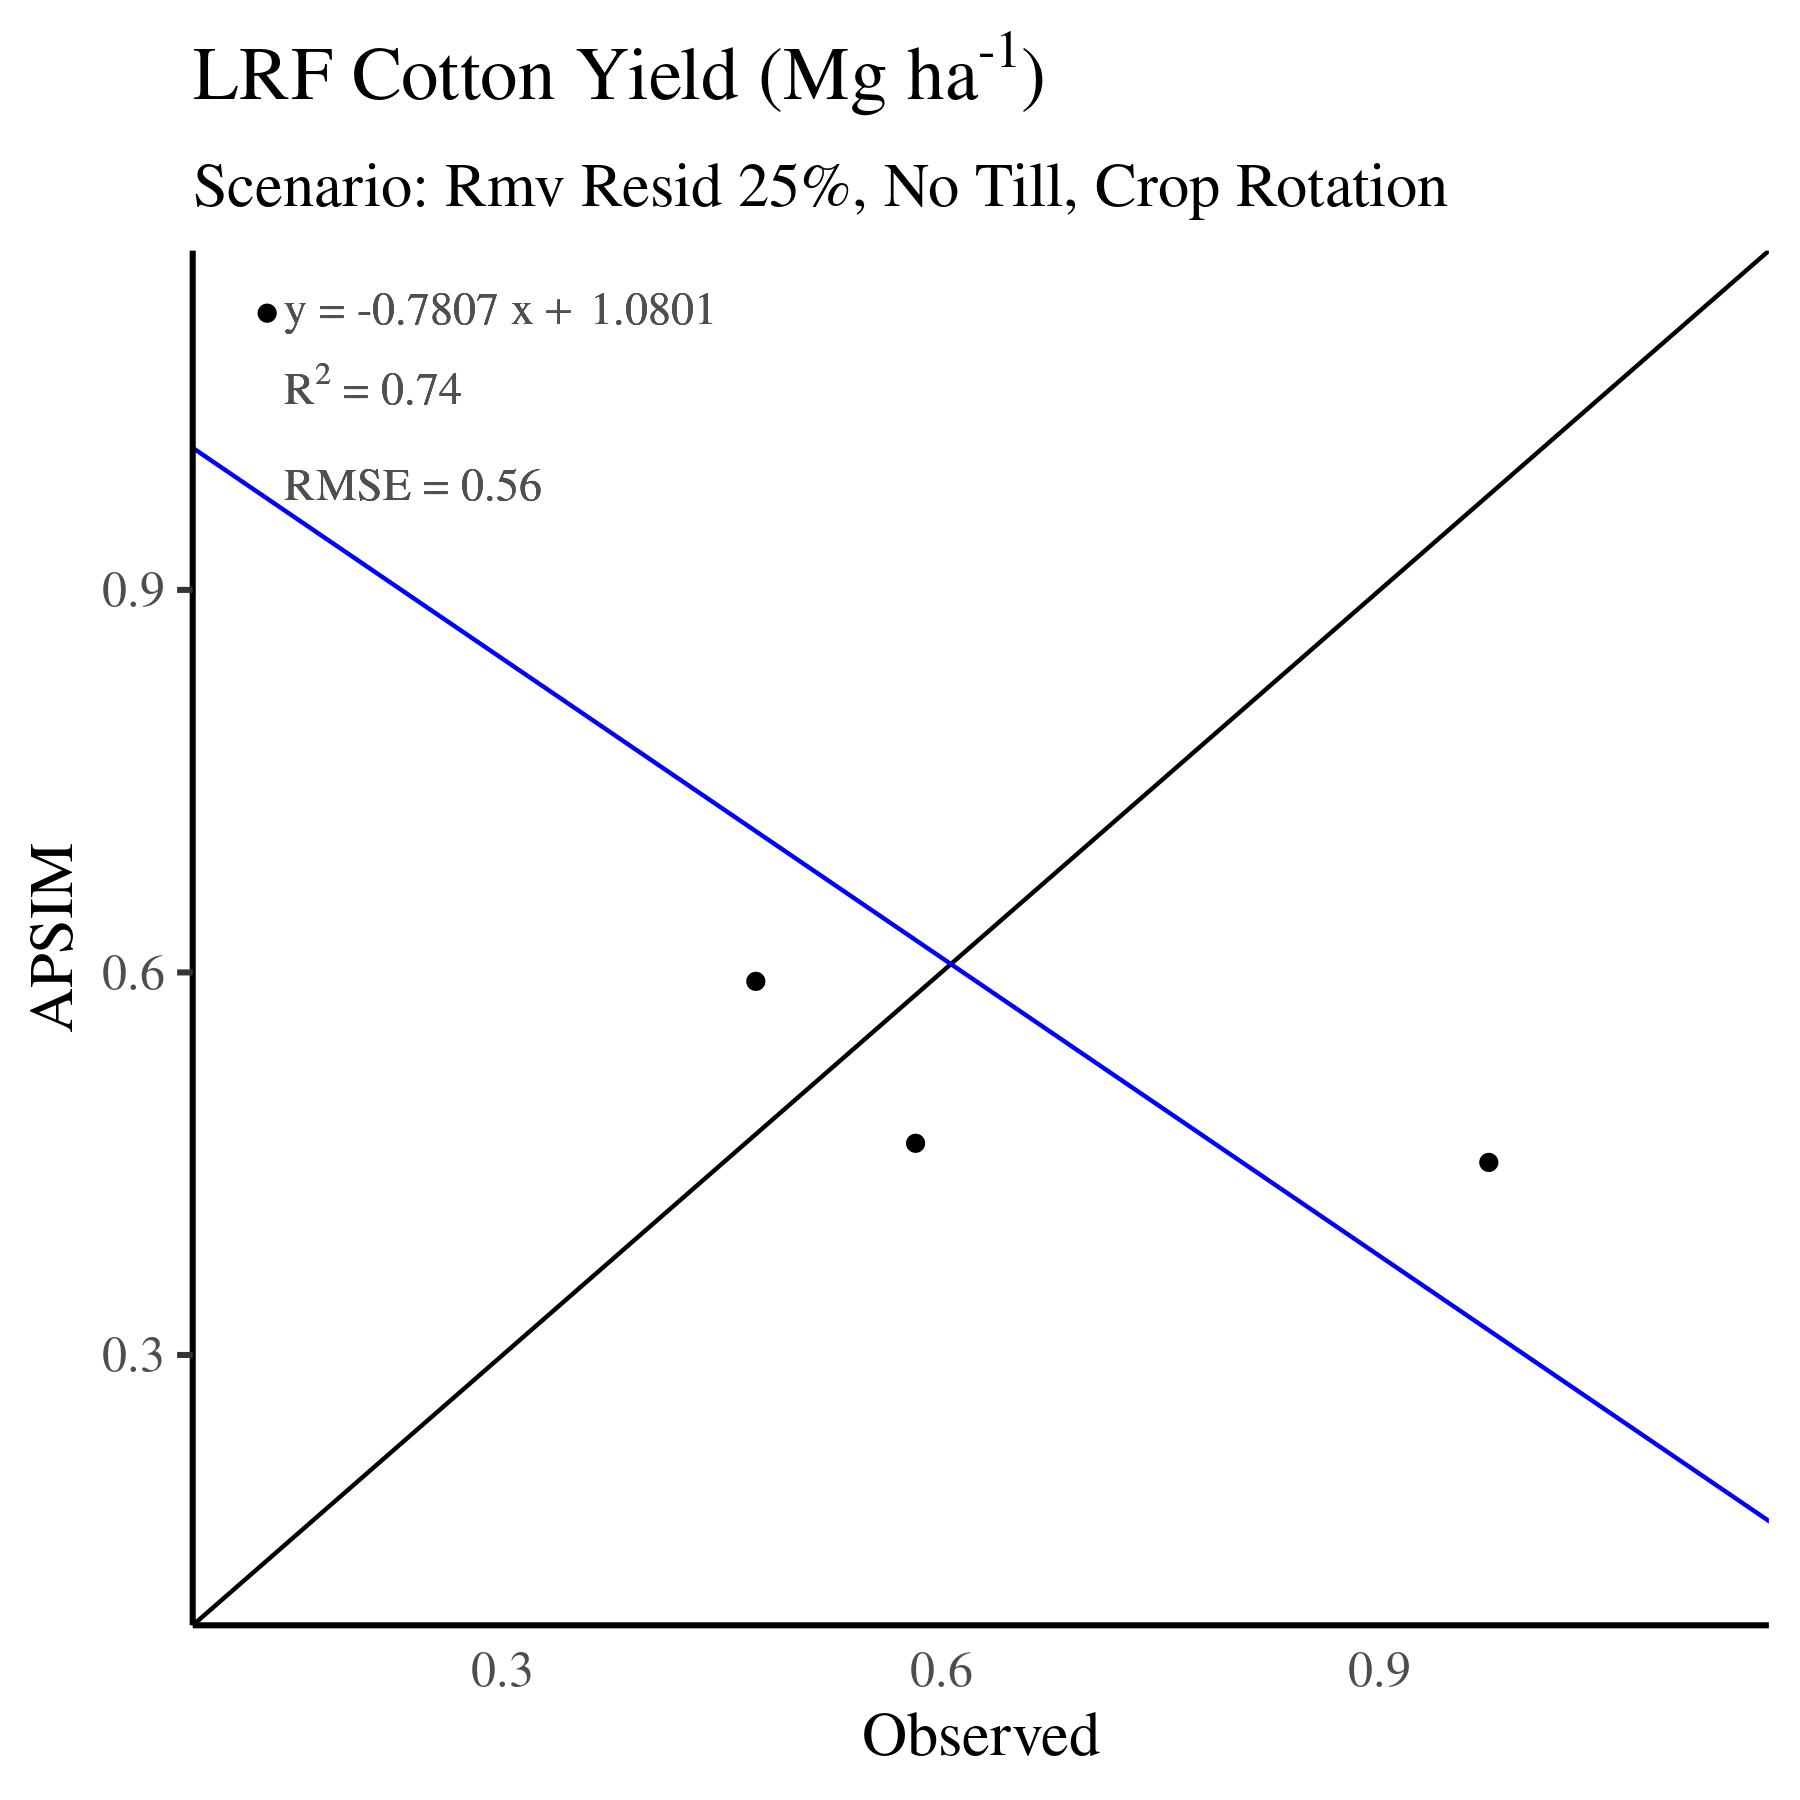 LRF Cotton Yield (Mg ha⁻¹)
Scenario: Rmv Resid 25%, No Till, Crop Rotation
y = -0.7807 x + 1.0801
R² = 0.74
RMSE = 0.56
0.9
0.6
0.3
APSIM
0.3 0.6 0.9
Observed